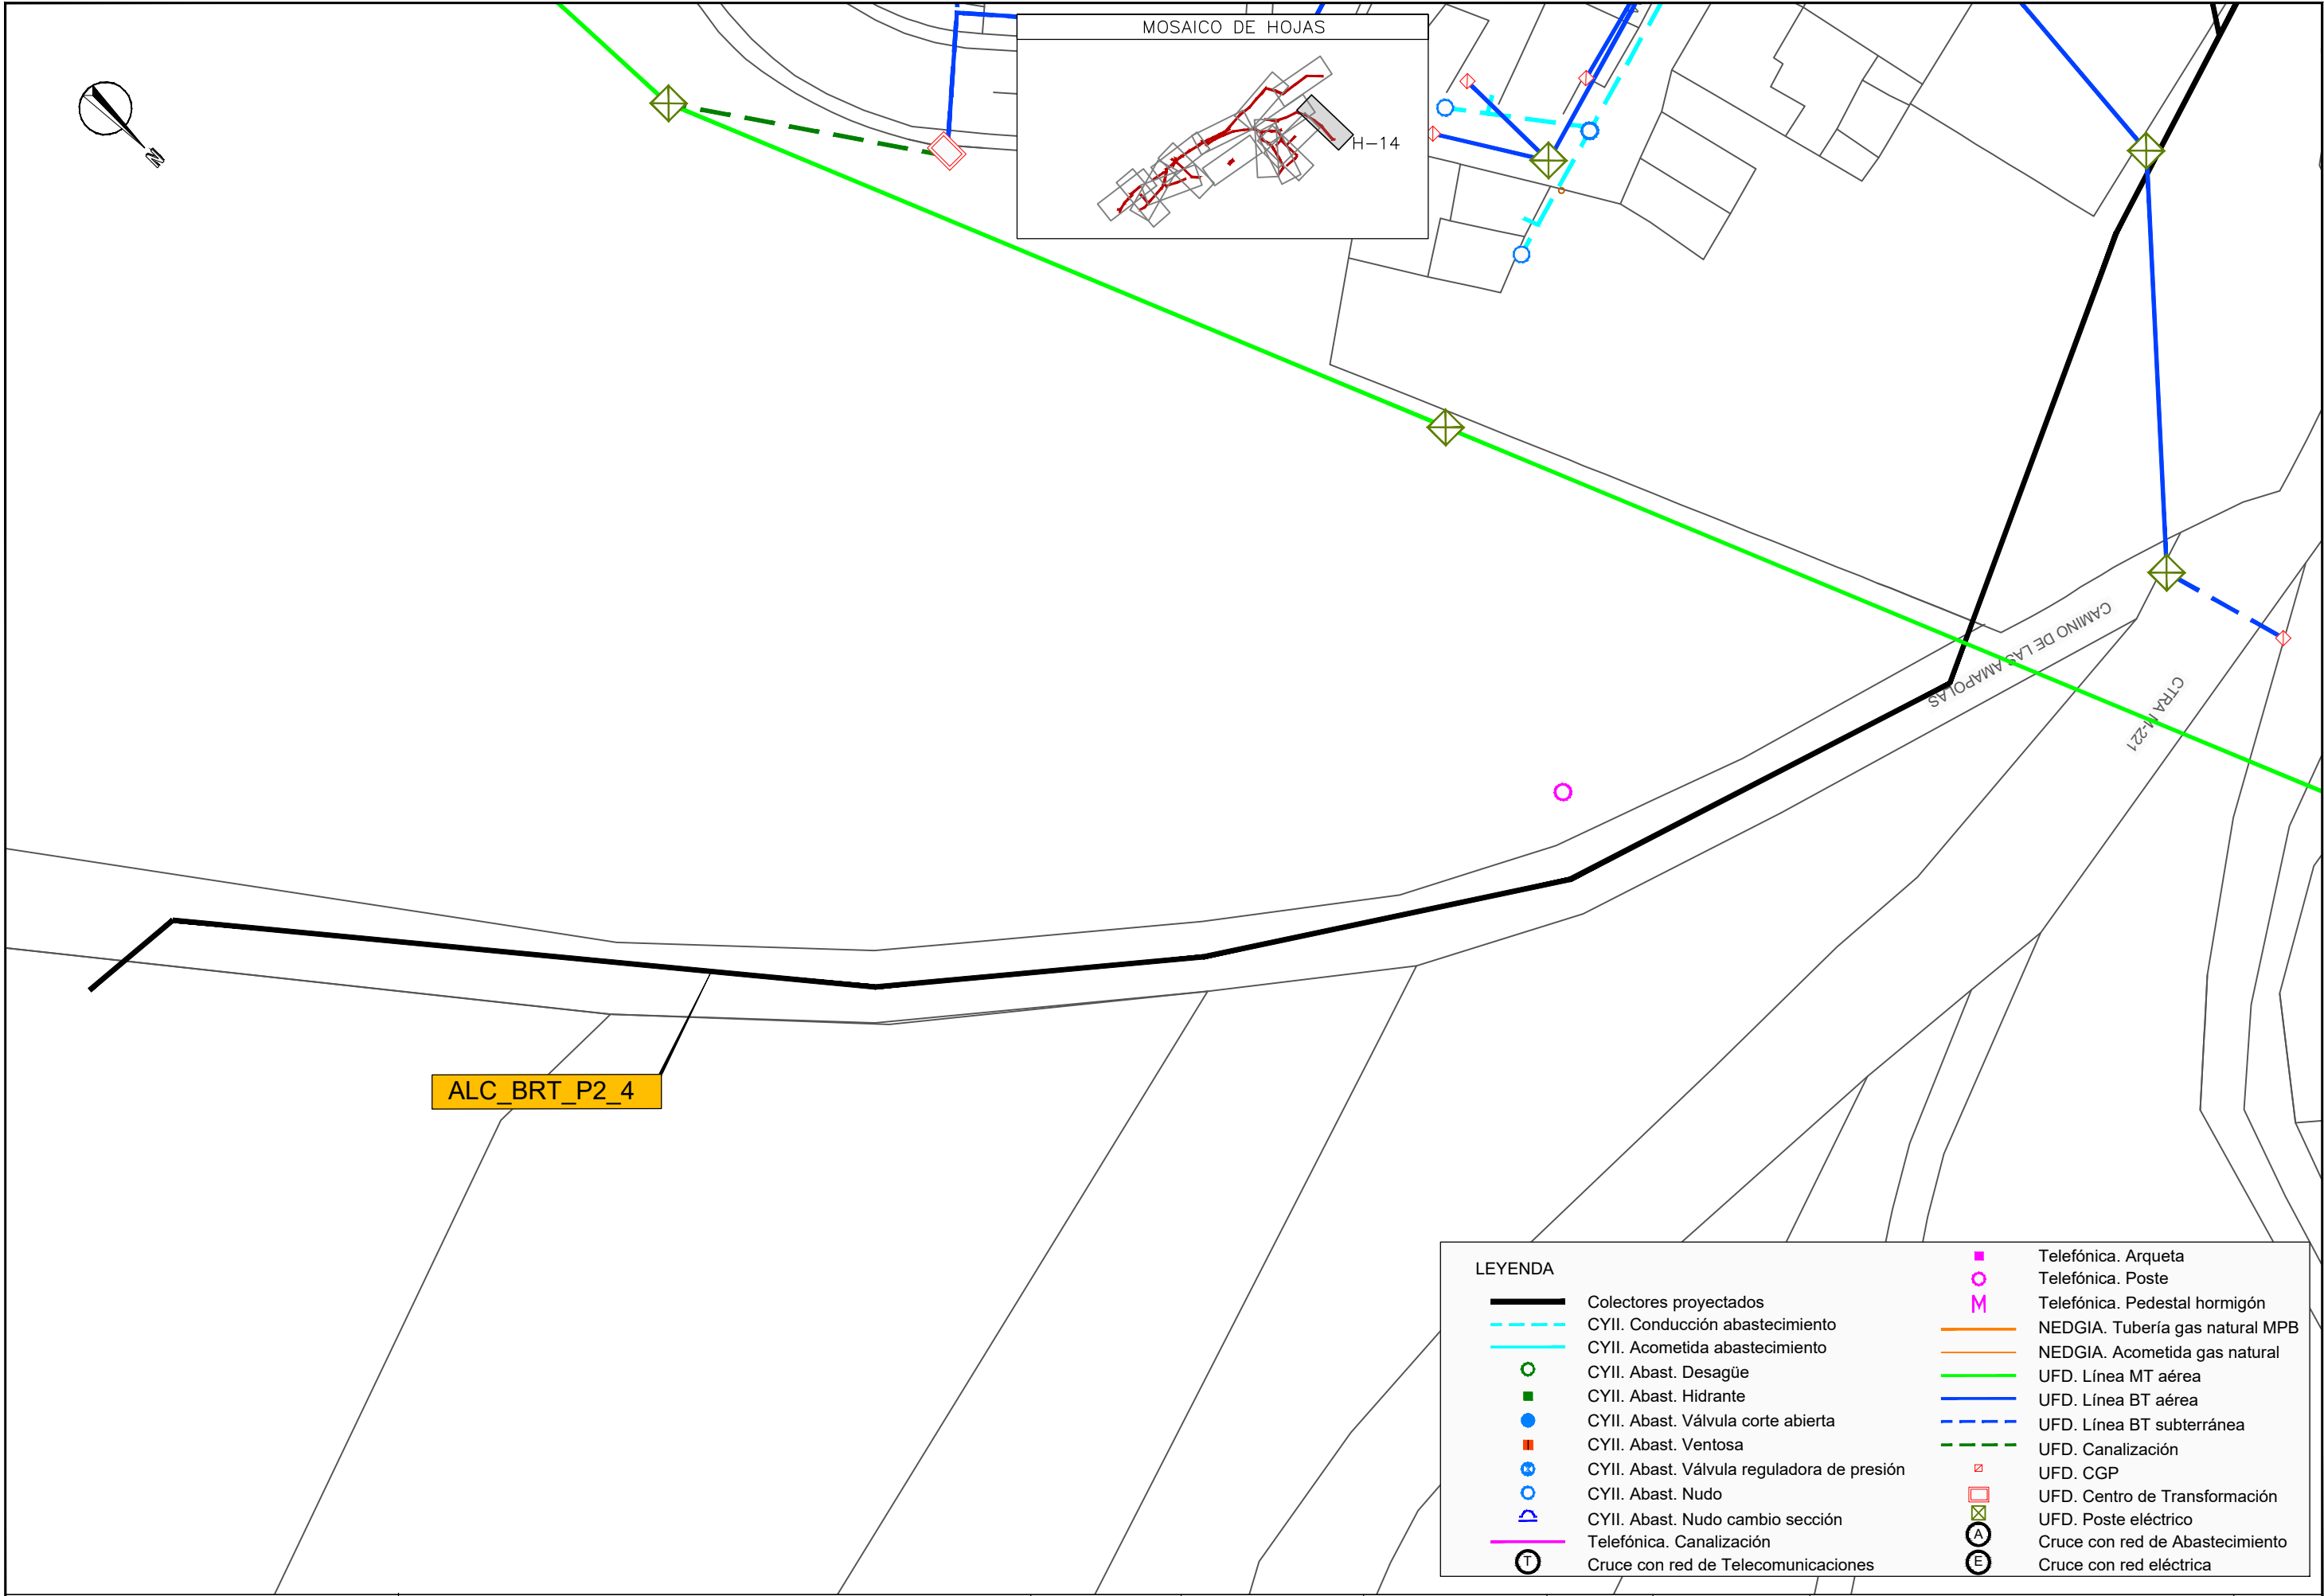 MOSAICO DE HOJAS
H-14
N
CAMINO DE LAS AMAPOLAS
CTRA M-221
ALC_BRT_P2_4
LEYENDA
Colectores proyectados
CYII. Conducción abastecimiento
CYII. Acometida abastecimiento
CYII. Abast. Desagüe
CYII. Abast. Hidrante
CYII. Abast. Válvula corte abierta
CYII. Abast. Ventosa
CYII. Abast. Válvula reguladora de presión
CYII. Abast. Nudo
CYII. Abast. Nudo cambio sección
Telefónica. Canalización
T Cruce con red de Telecomunicaciones
Telefónica. Arqueta
Telefónica. Poste
M Telefónica. Pedestal hormigón
NEDGIA. Tubería gas natural MPB
NEDGIA. Acometida gas natural
UFD. Línea MT aérea
UFD. Línea BT aérea
UFD. Línea BT subterránea
UFD. Canalización
UFD. CGP
UFD. Centro de Transformación
UFD. Poste eléctrico
A Cruce con red de Abastecimiento
E Cruce con red eléctrica